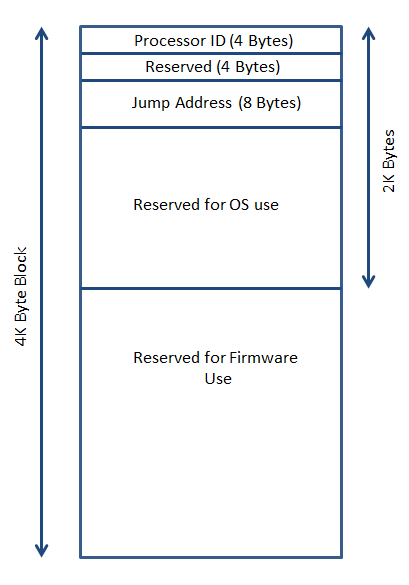 Processor ID (4 Bytes)
Reserved (4 Bytes)
Jump Address (8 Bytes)
Reserved for OS use
Reserved for Firmware
Use
4K Byte Block
2K Bytes